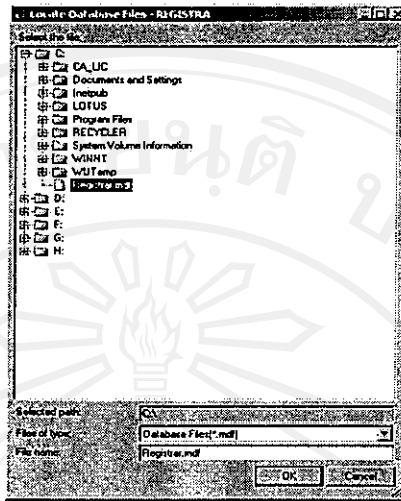 Locate Database Files - REGISTRA
Select the file:
C:
CA_LIC
Documents and Settings
Inetpub
LOTUS
Program Files
RECYCLER
System Volume Information
WINNT
WUTemp
Registrar.mdf
D:
E:
F:
G:
H:
Selected path: C:\
Files of type: Database Files(*.mdf)
File name: Registrar.mdf
OK Cancel